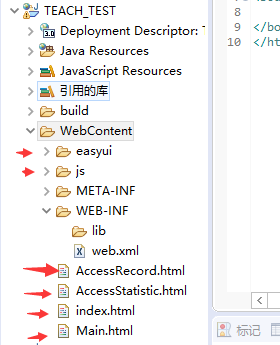 TEACH_TEST
Deployment Descriptor: T
Java Resources
JavaScript Resources
引用的库
build
WebContent
easyui
js
META-INF
WEB-INF
lib
web.xml
AccessRecord.html
AccessStatistic.html
index.html
Main.html
8
9 </bo
10 </ht
标记